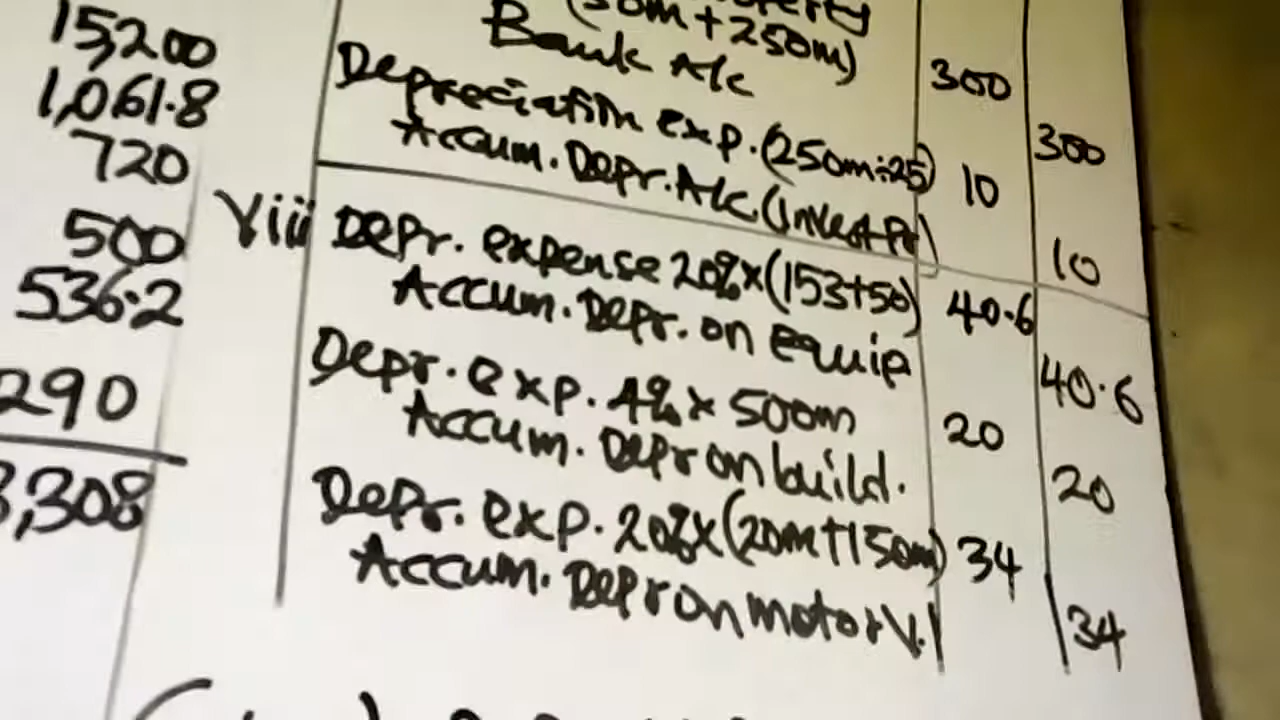 15,200
1,061.8
720
500
536.2
290
,308
(50m+250m)
Bank A/c 300
300
Depreciation exp.(250m÷25) 10
Accum. Depr. A/c (Invest Pr)
10
Viii Depr. expense 20%×(153+50) 40.6
Accum. Depr. on equip
40.6
Depr. exp. 4% × 500m 20
Accum. Depr on build.
20
Depr. exp. 20%×(20m+150m) 34
Accum. Depr on motor V.
34